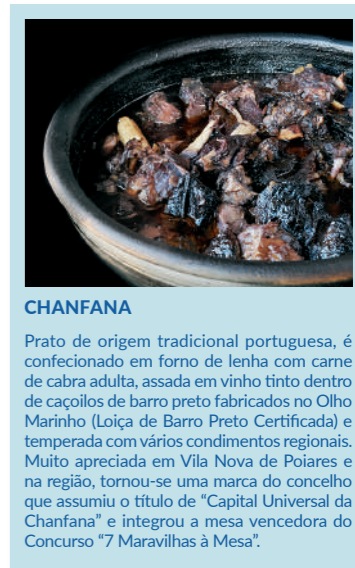 CHANFANA
Prato de origem tradicional portuguesa, é
confecionado em forno de lenha com carne
de cabra adulta, assada em vinho tinto dentro
de caçoilos de barro preto fabricados no Olho
Marinho (Loiça de Barro Preto Certificada) e
temperada com vários condimentos regionais.
Muito apreciada em Vila Nova de Poiares e
na região, tornou-se uma marca do concelho
que assumiu o título de “Capital Universal da
Chanfana” e integrou a mesa vencedora do
Concurso “7 Maravilhas à Mesa”.